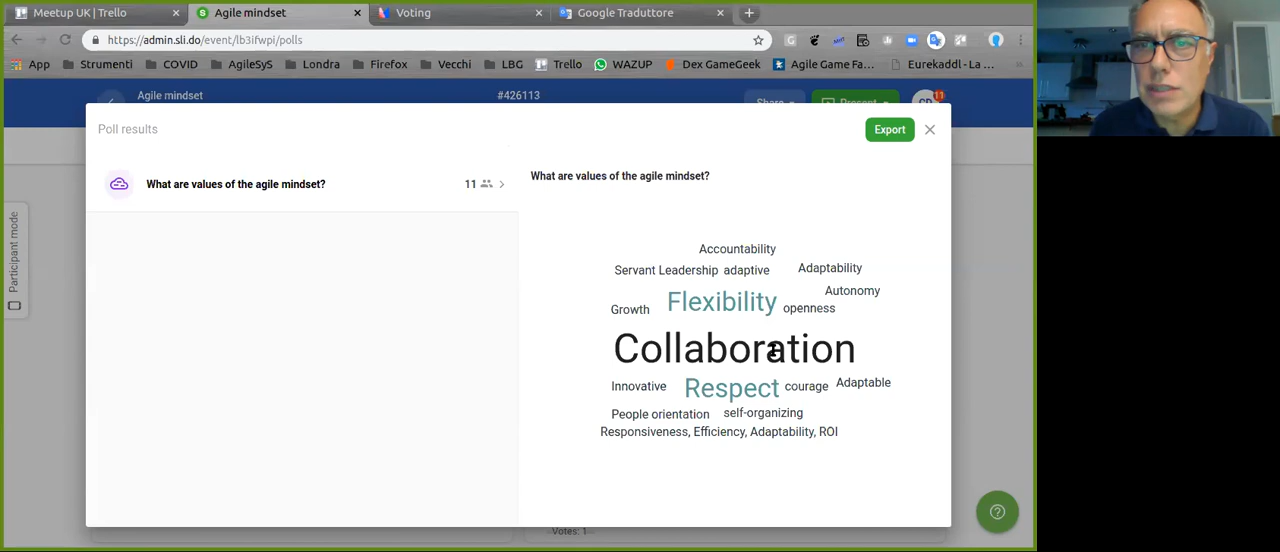 Meetup UK | Trello
Agile mindset
Voting
Google Traduttore
https://admin.sli.do/event/lb3ifwpi/polls
App
Strumenti
COVID
AgileSyS
Londra
Firefox
Vecchi
LBG
Trello
WAZUP
Dex GameGeek
Agile Game Fa...
Eurekaddl - La ...
Agile mindset
#426113
Share
Present
11
Participant mode
Poll results
Export
What are values of the agile mindset?
11
What are values of the agile mindset?
Accountability
Servant Leadership adaptive Adaptability
Autonomy
Growth Flexibility openness
Collaboration
Innovative Respect courage Adaptable
People orientation self-organizing
Responsiveness, Efficiency, Adaptability, ROI
Votes: 1